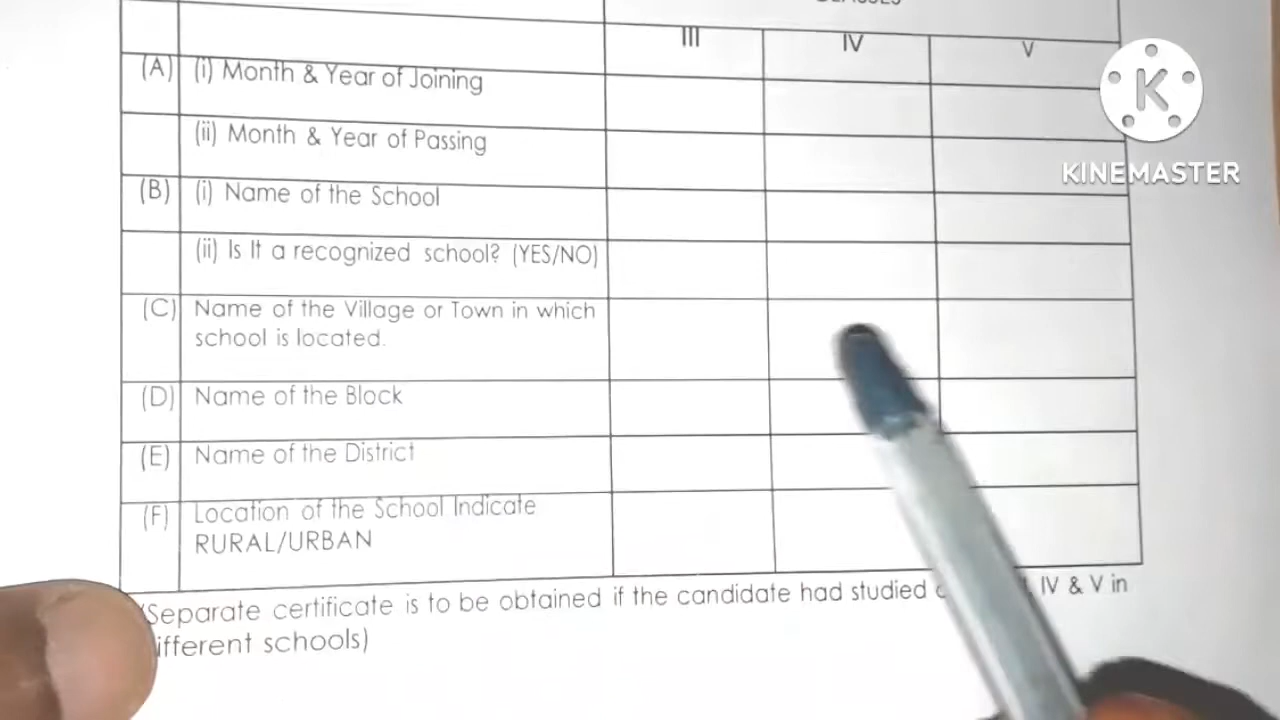 CLASSES
III IV V
(A) (i) Month & Year of Joining
(ii) Month & Year of Passing
(B) (i) Name of the School
(ii) Is It a recognized school? (YES/NO)
(C) Name of the Village or Town in which
school is located.
(D) Name of the Block
(E) Name of the District
(F) Location of the School Indicate
RURAL/URBAN
(Separate certificate is to be obtained if the candidate had studied IV & V in
ifferent schools)
K
KINEMASTER